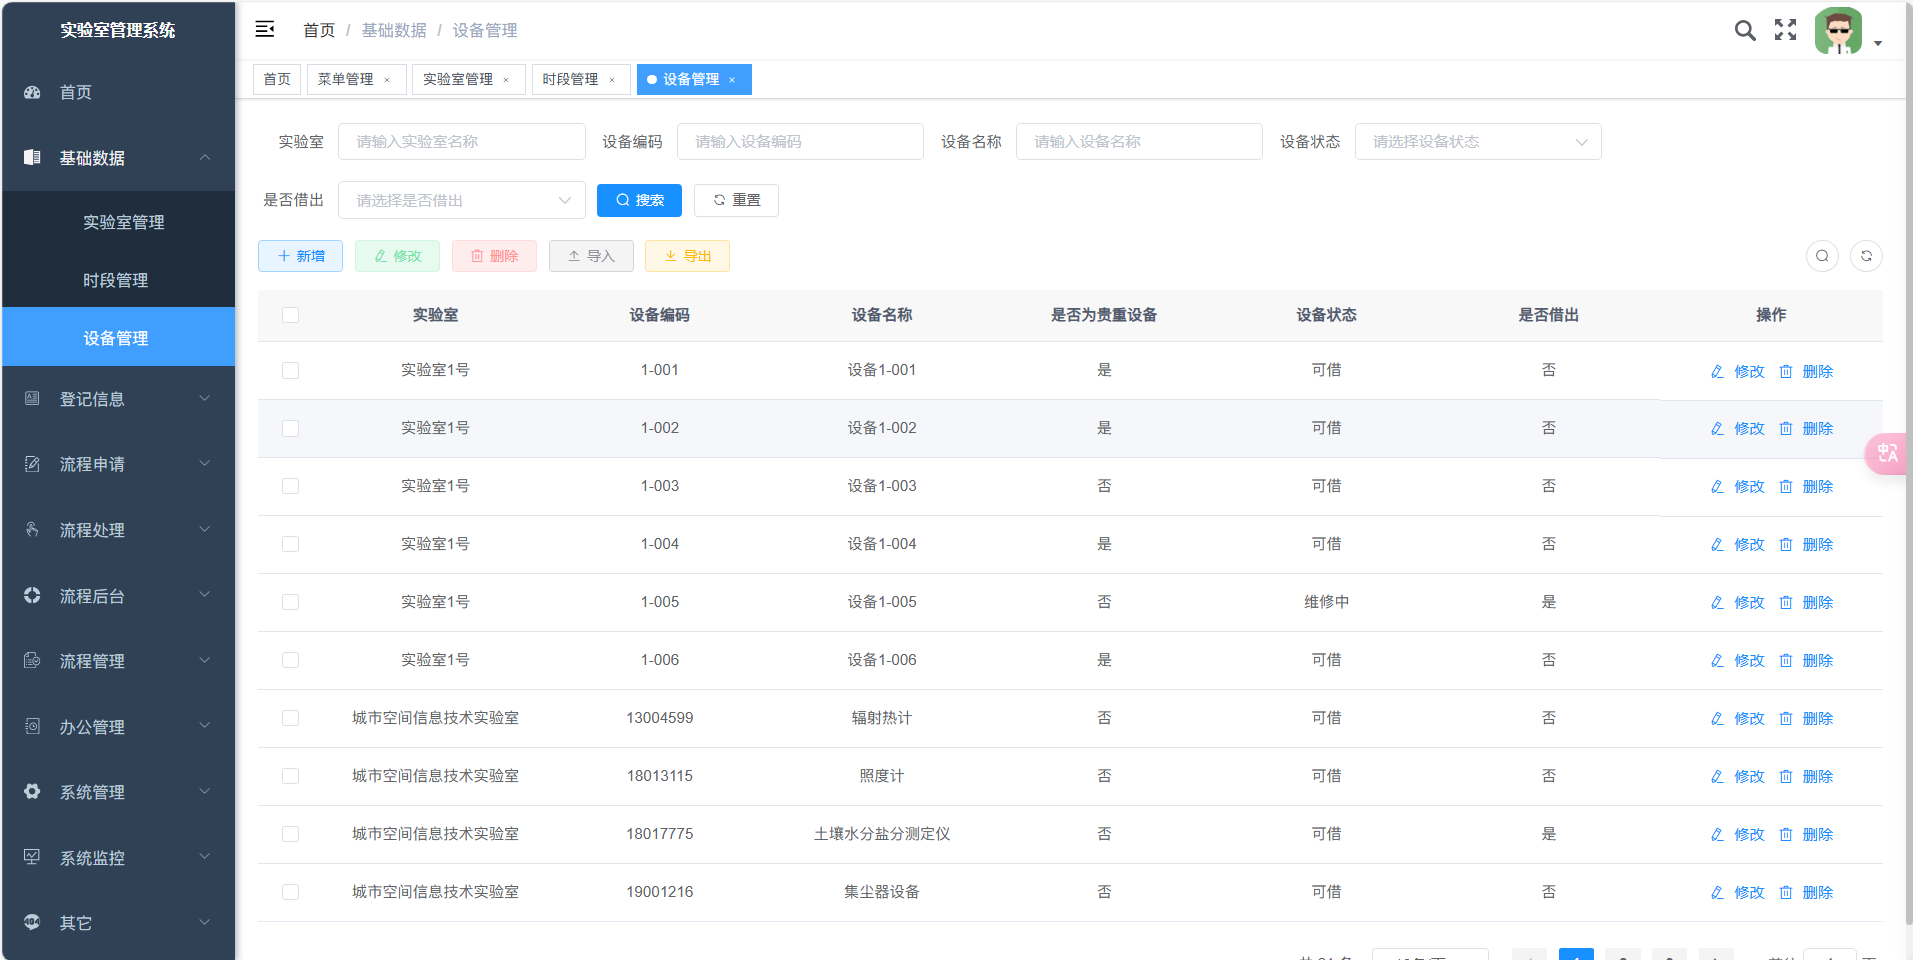 实验室管理系统
首页 / 基础数据 / 设备管理
首页 菜单管理 × 实验室管理 × 时段管理 × 设备管理 ×
首页
基础数据
实验室管理
时段管理
设备管理
登记信息
流程申请
流程处理
流程后台
流程管理
办公管理
系统管理
系统监控
其它
实验室 请输入实验室名称 设备编码 请输入设备编码 设备名称 请输入设备名称 设备状态 请选择设备状态
是否借出 请选择是否借出 搜索 重置
新增 修改 删除 导入 导出
实验室 设备编码 设备名称 是否为贵重设备 设备状态 是否借出 操作
实验室1号 1-001 设备1-001 是 可借 否 修改 删除
实验室1号 1-002 设备1-002 是 可借 否 修改 删除
实验室1号 1-003 设备1-003 否 可借 否 修改 删除
实验室1号 1-004 设备1-004 是 可借 否 修改 删除
实验室1号 1-005 设备1-005 否 维修中 是 修改 删除
实验室1号 1-006 设备1-006 是 可借 否 修改 删除
城市空间信息技术实验室 13004599 辐射热计 否 可借 否 修改 删除
城市空间信息技术实验室 18013115 照度计 否 可借 否 修改 删除
城市空间信息技术实验室 18017775 土壤水分盐分测定仪 否 可借 是 修改 删除
城市空间信息技术实验室 19001216 集尘器设备 否 可借 否 修改 删除